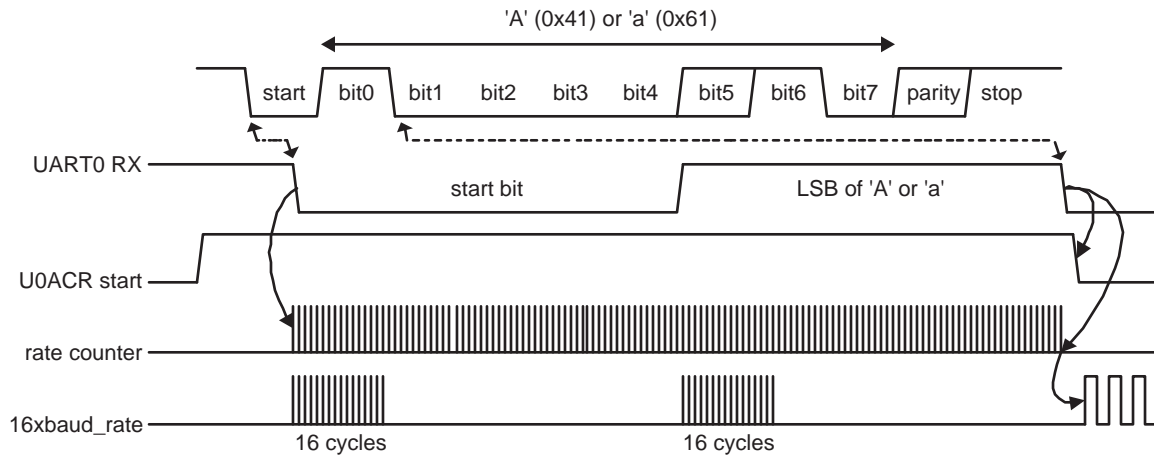 'A' (0x41) or 'a' (0x61)
start bit0 bit1 bit2 bit3 bit4 bit5 bit6 bit7 parity stop
UART0 RX
start bit
LSB of 'A' or 'a'
U0ACR start
rate counter
16xbaud_rate
16 cycles
16 cycles